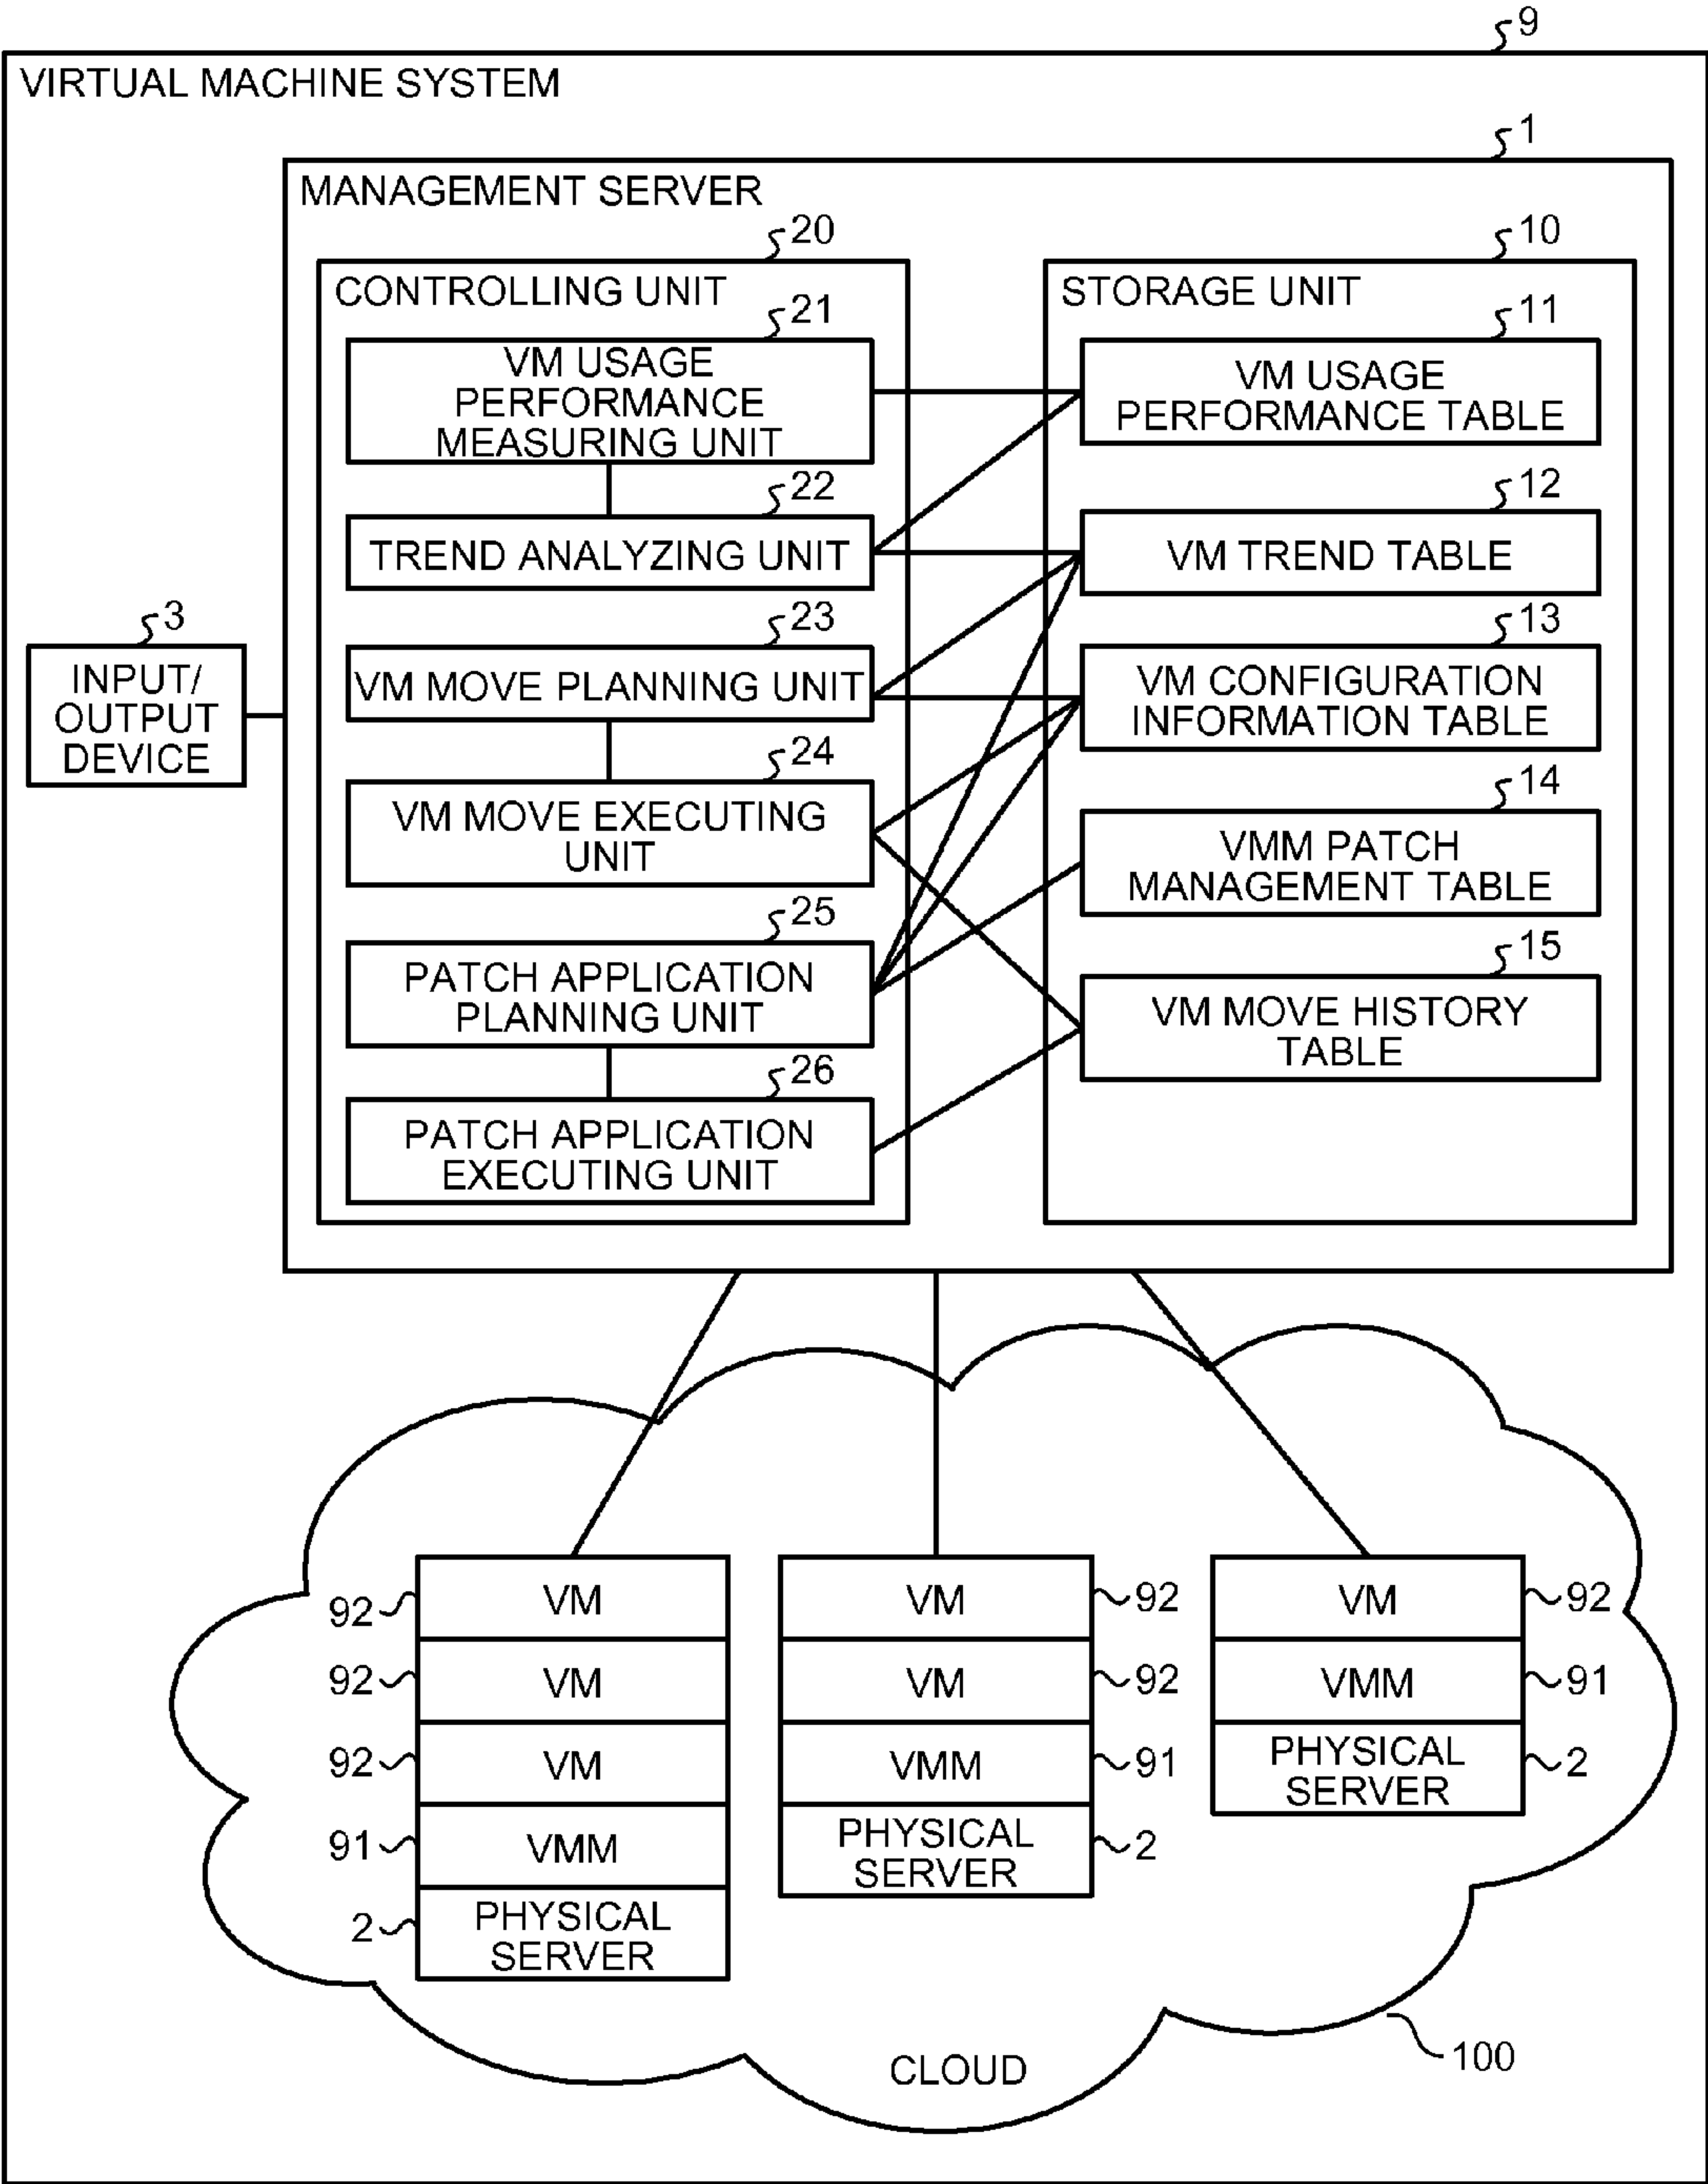 9
VIRTUAL MACHINE SYSTEM
1
MANAGEMENT SERVER
20
CONTROLLING UNIT
21
VM USAGE
PERFORMANCE
MEASURING UNIT
22
TREND ANALYZING UNIT
23
VM MOVE PLANNING UNIT
24
VM MOVE EXECUTING
UNIT
25
PATCH APPLICATION
PLANNING UNIT
26
PATCH APPLICATION
EXECUTING UNIT
10
STORAGE UNIT
11
VM USAGE
PERFORMANCE TABLE
12
VM TREND TABLE
13
VM CONFIGURATION
INFORMATION TABLE
14
VMM PATCH
MANAGEMENT TABLE
15
VM MOVE HISTORY
TABLE
3
INPUT/
OUTPUT
DEVICE
92 VM
92 VM
92 VM
91 VMM
2 PHYSICAL
SERVER
VM 92
VM 92
VMM 91
PHYSICAL
SERVER 2
VM 92
VMM 91
PHYSICAL
SERVER 2
CLOUD
100